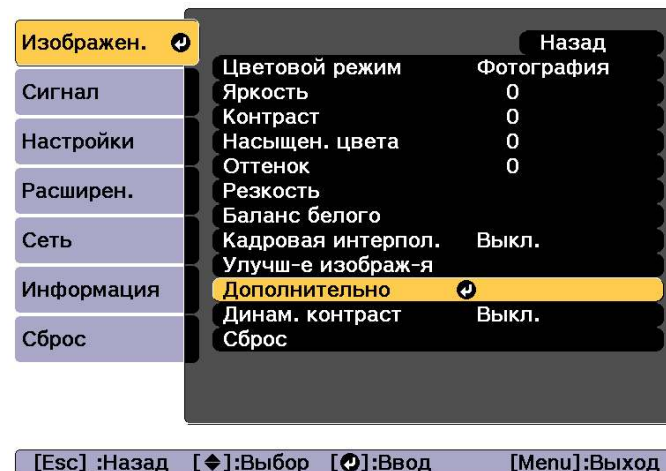 Изображен.
Назад
Цветовой режим Фотография
Сигнал
Яркость 0
Контраст 0
Настройки
Насыщен. цвета 0
Оттенок 0
Расширен.
Резкость
Баланс белого
Сеть
Кадровая интерпол. Выкл.
Улучш-е изображ-я
Информация
Дополнительно
Динам. контраст Выкл.
Сброс
Сброс
[Esc] :Назад [◆]:Выбор [↵]:Ввод [Menu]:Выход